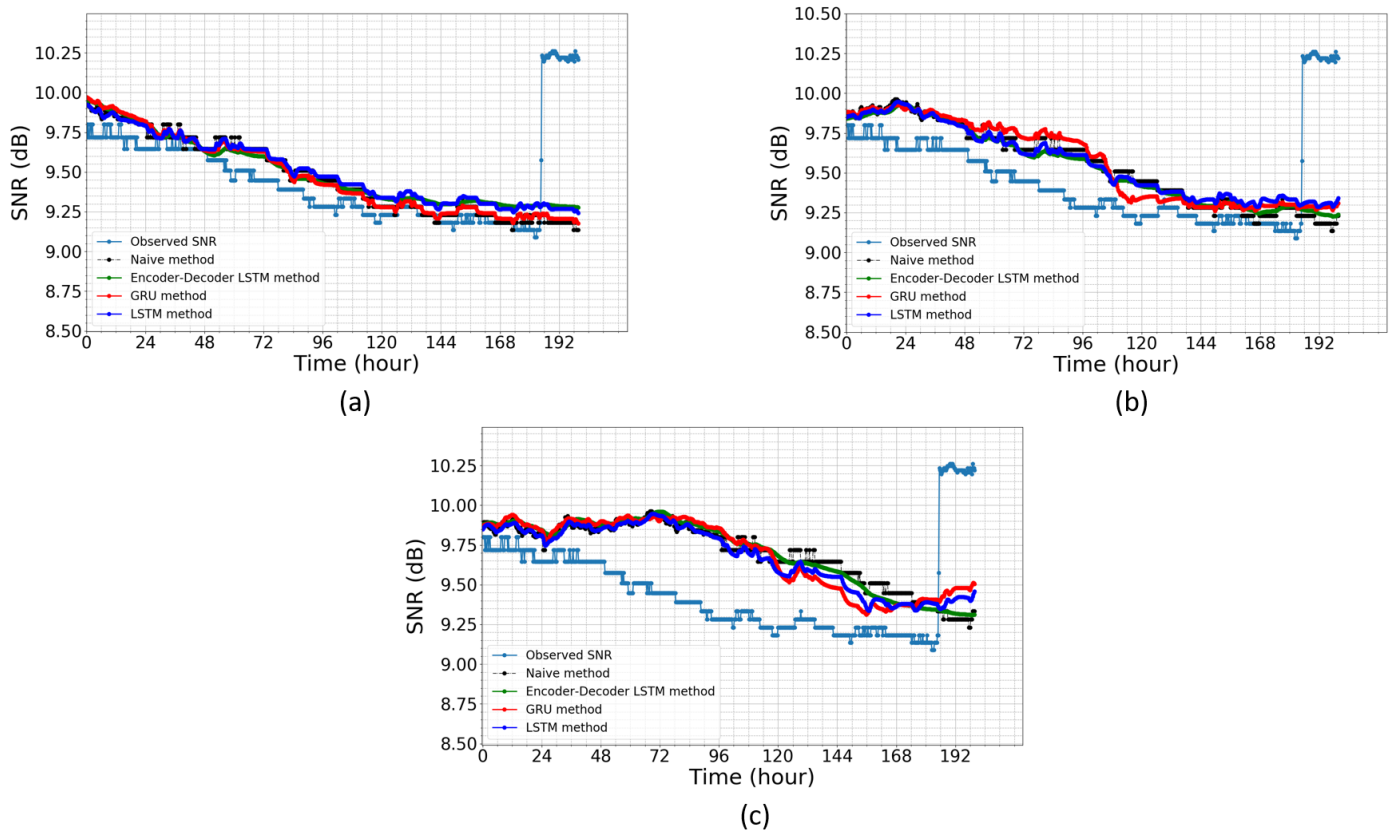 10.25
10.00
9.75
9.50
9.25
9.00
8.75
8.50
SNR (dB)
Observed SNR
Naive method
Encoder-Decoder LSTM method
GRU method
LSTM method
0 24 48 72 96 120 144 168 192
Time (hour)
(a)
10.50
10.25
10.00
9.75
9.50
9.25
9.00
8.75
8.50
SNR (dB)
Observed SNR
Naive method
Encoder-Decoder LSTM method
GRU method
LSTM method
0 24 48 72 96 120 144 168 192
Time (hour)
(b)
10.25
10.00
9.75
9.50
9.25
9.00
8.75
8.50
SNR (dB)
Observed SNR
Naive method
Encoder-Decoder LSTM method
GRU method
LSTM method
0 24 48 72 96 120 144 168 192
Time (hour)
(c)